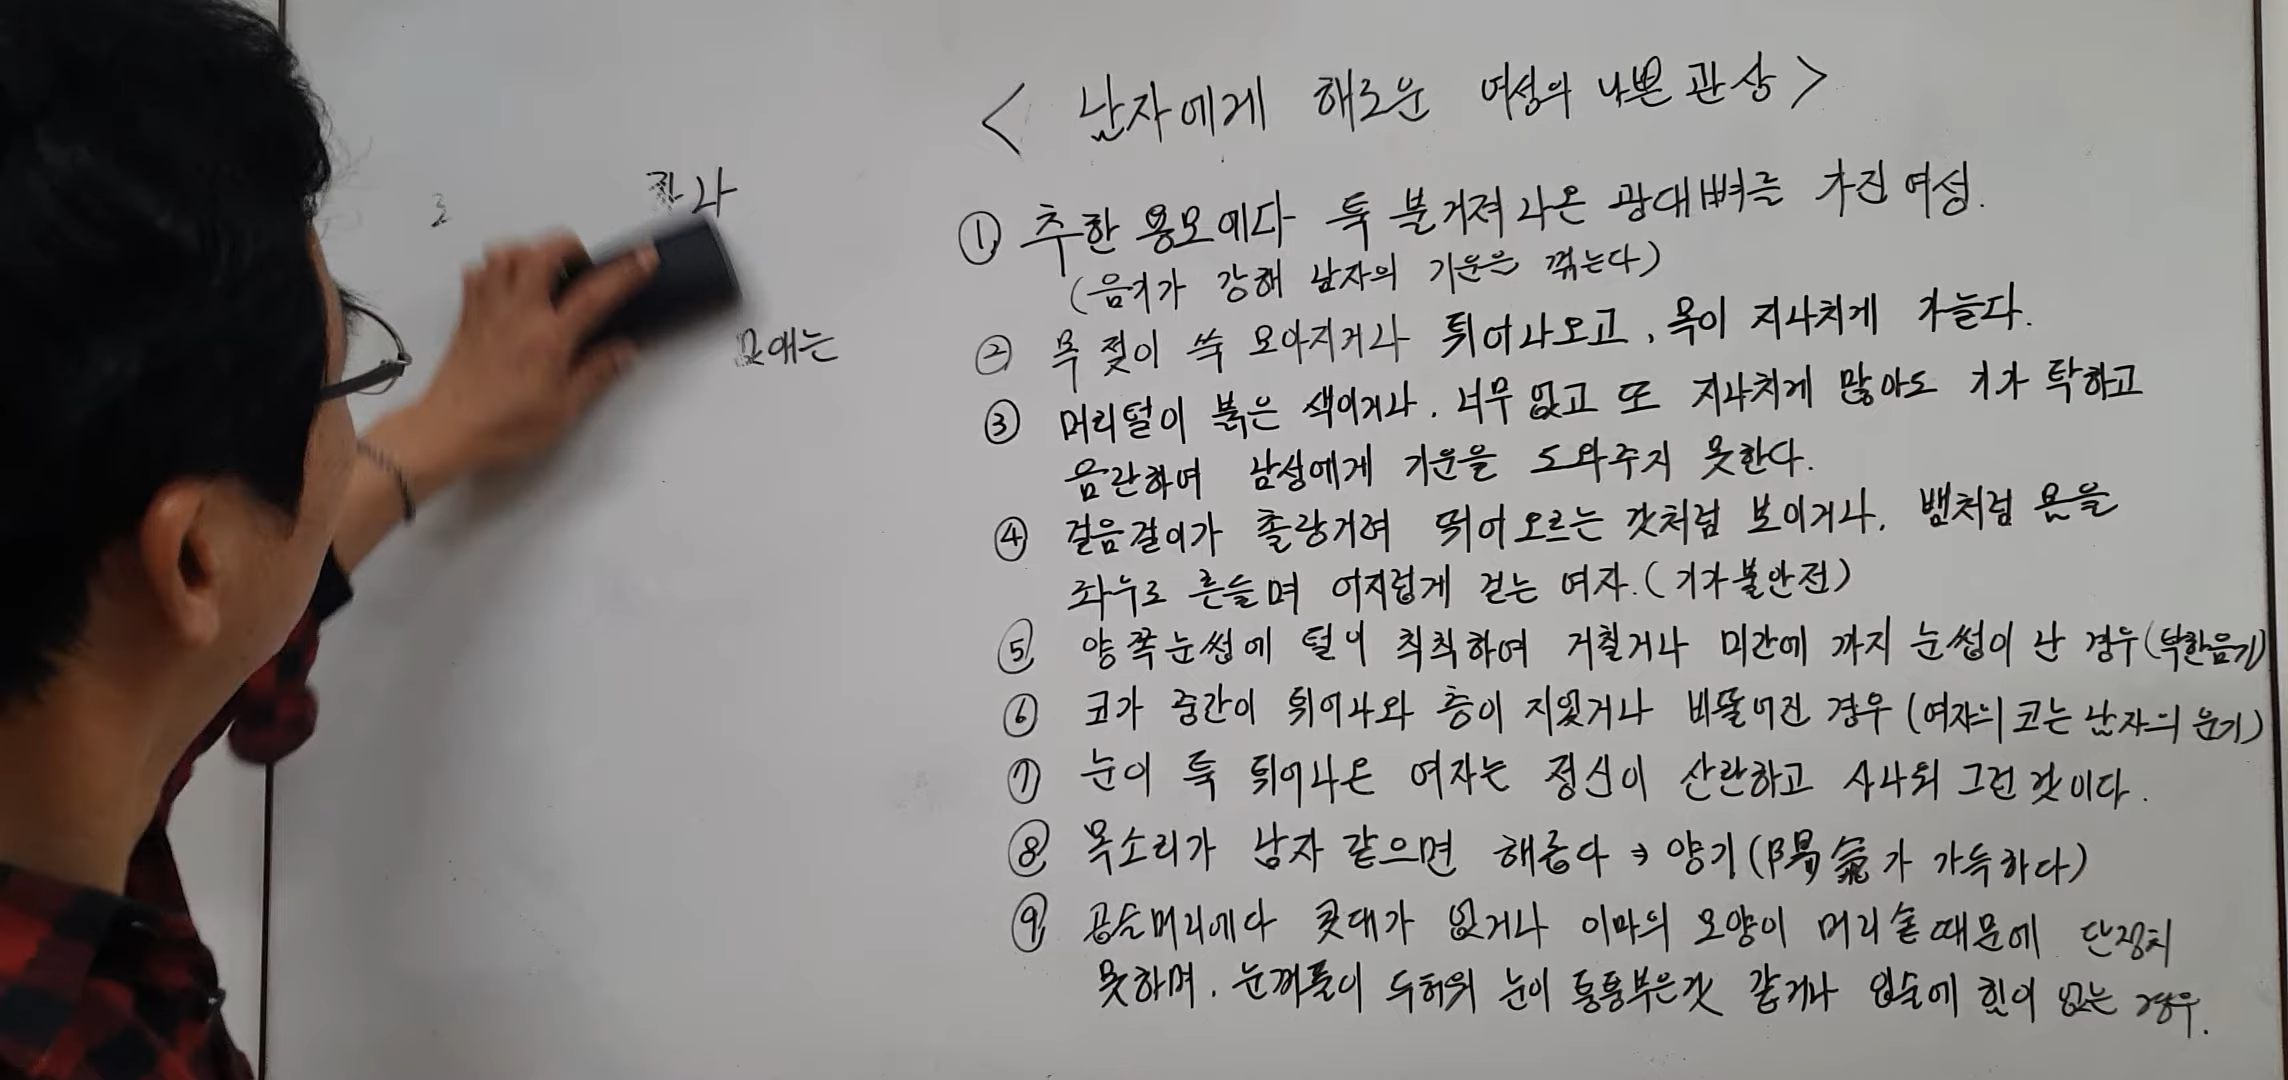 < 남자에게 해로운 여성의 나쁜 관상 >
① 추한 용모에다 툭 불거져 나온 광대뼈를 가진 여성.
(음기가 강해 남자의 기운을 꺾는다)
② 목 젖이 쑥 모아지거나 튀어나오고, 목이 지나치게 가늘다.
③ 머리털이 붉은 색이거나, 너무 없고 또 지나치게 많아도 기가 탁하고
음란하여 남성에게 기운을 도와주지 못한다.
④ 걸음걸이가 촐랑거려 뛰어오르는 것처럼 보이거나, 뱀처럼 몸을
좌우로 흔들며 어지럽게 걷는 여자. (기가불안전)
⑤ 양쪽눈썹에 털이 칙칙하여 거칠거나 미간에 까지 눈썹이 난 경우 (탁한음기)
⑥ 코가 중간이 튀어나와 층이 지었거나 비뚤어진 경우 (여자의 코는 남자의 운기)
⑦ 눈이 툭 튀어나온 여자는 정신이 산란하고 사나워 그런 것이다.
⑧ 목소리가 남자 같으면 해롭다 → 양기 (陽氣가 가득하다)
⑨ 곱슬머리에다 콧대가 없거나 이마의 모양이 머리숱 때문에 단정치
못하며, 눈꺼풀이 두꺼워 눈이 퉁퉁부은것 같거나 입술에 힘이 없는 경우.
에는